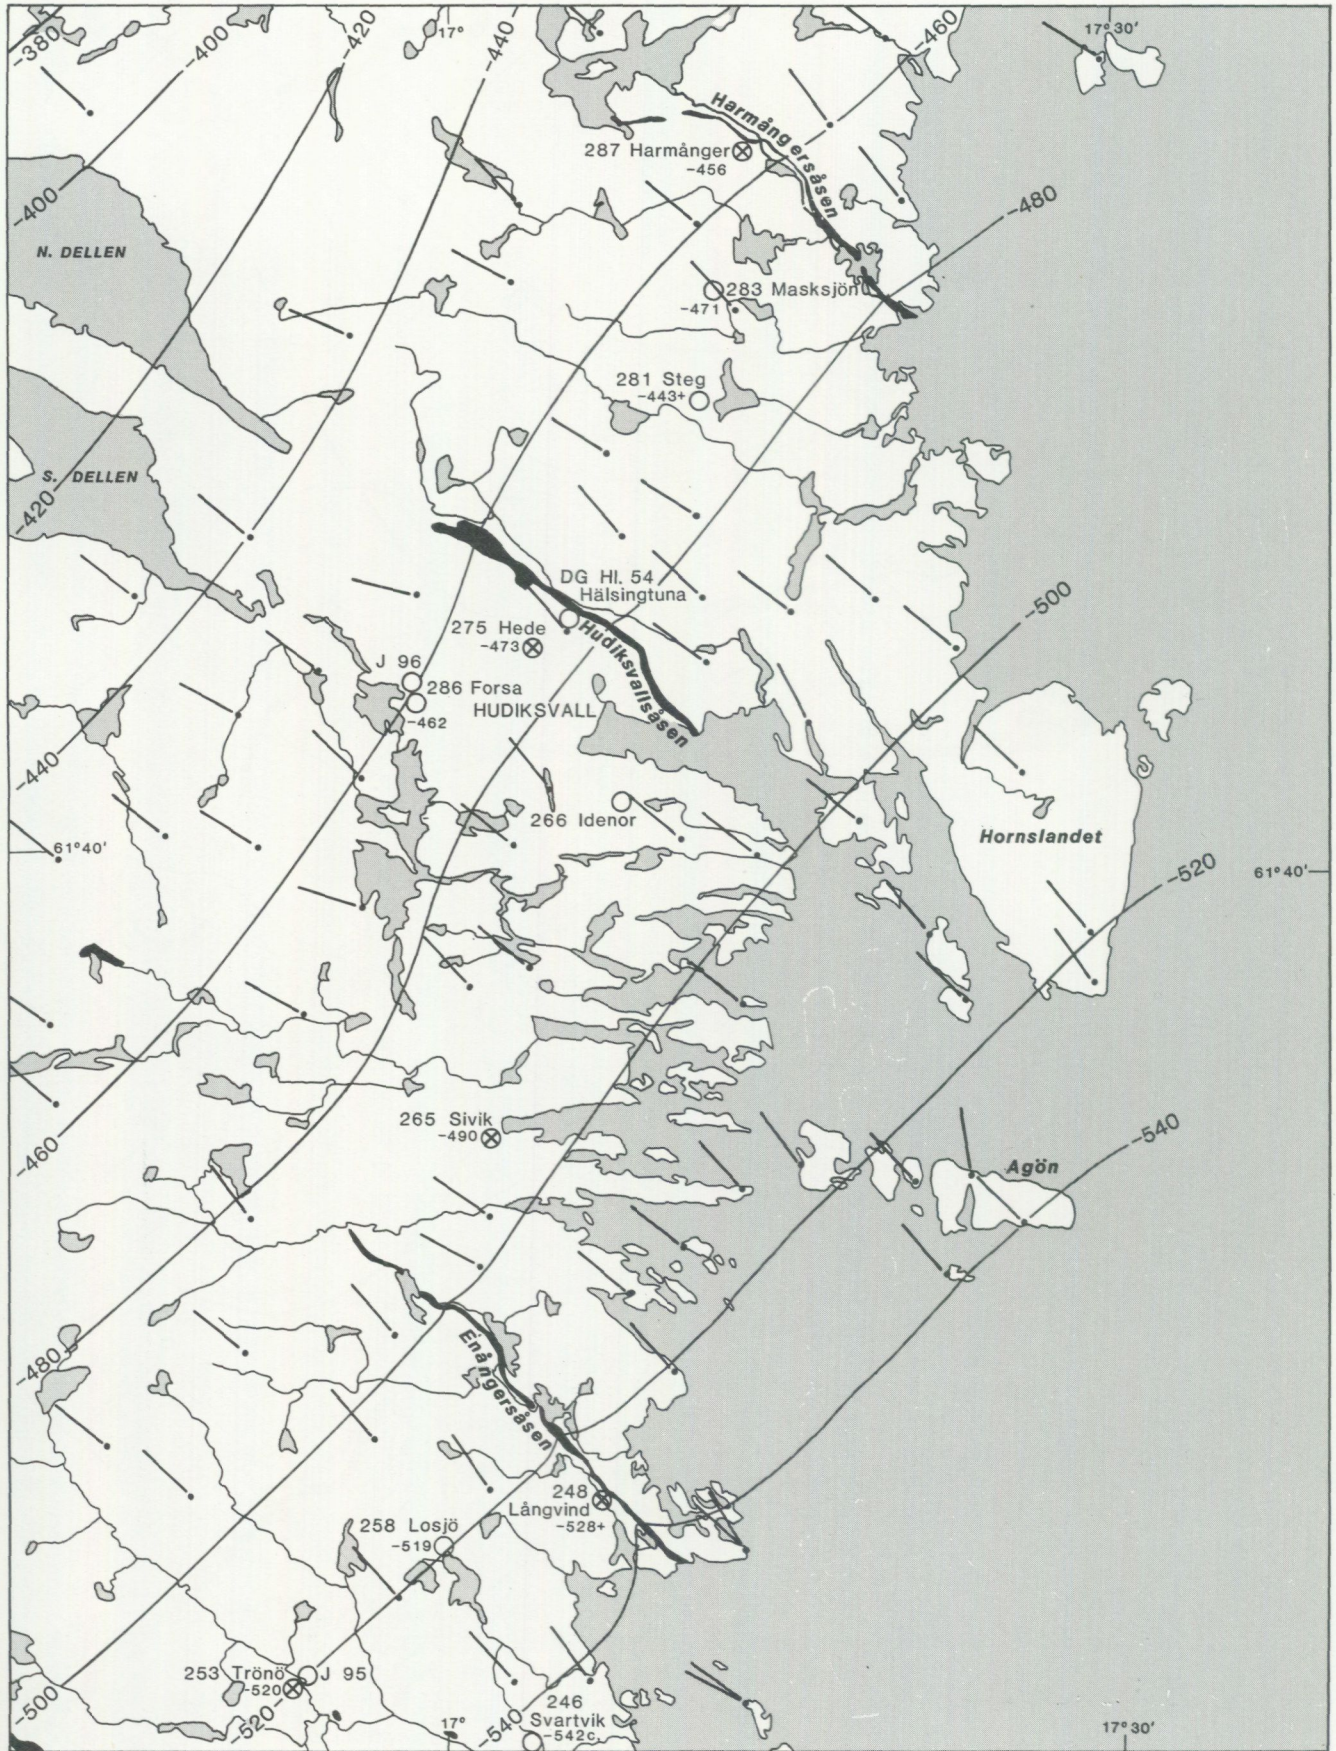 -380
-400
-420
17°
-440
-460
17° 30'
Harmångersåsen
287 Harmånger
-456
-400
-480
N. DELLEN
283 Masksjön
-471
281 Steg
-443+
S. DELLEN
-420
DG Hl. 54
Hälsingtuna
-500
275 Hede
-473
Hudiksvallsåsen
J 96
286 Forsa
HUDIKSVALL
-462
-440
266 Idenor
Hornslandet
61°40'
-520
61°40'
265 Sivik
-490
-540
-460
Agön
-480
Enångersåsen
248
Långvind
-528+
258 Losjö
-519
253 Trönö
J 95
-520
-500
-520
17°
-540
246
Svartvik
-542c.
17°30'